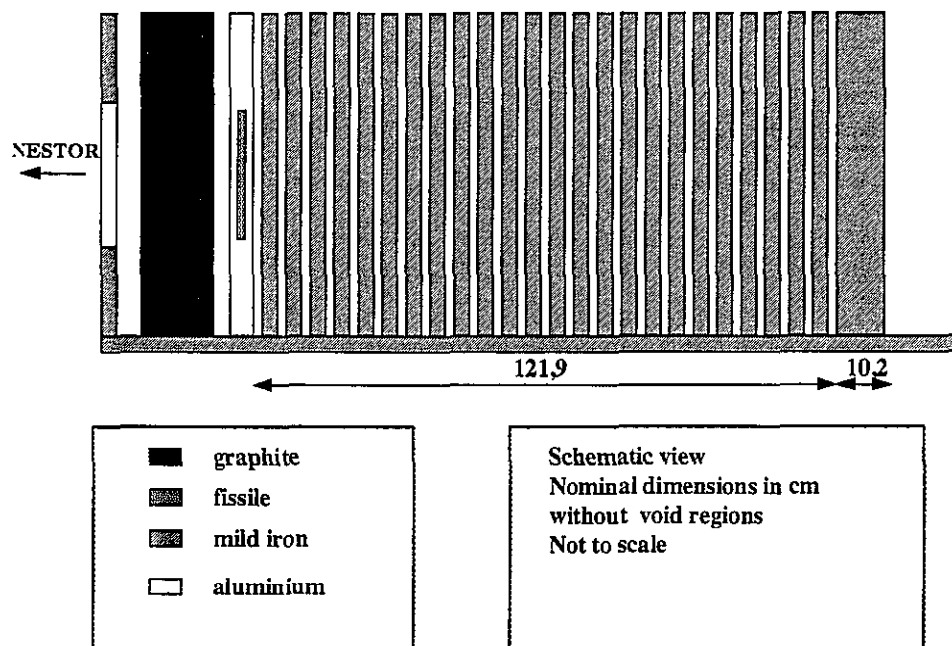 NESTOR
121,9
10,2
graphite
fissile
mild iron
aluminium
Schematic view
Nominal dimensions in cm
without void regions
Not to scale